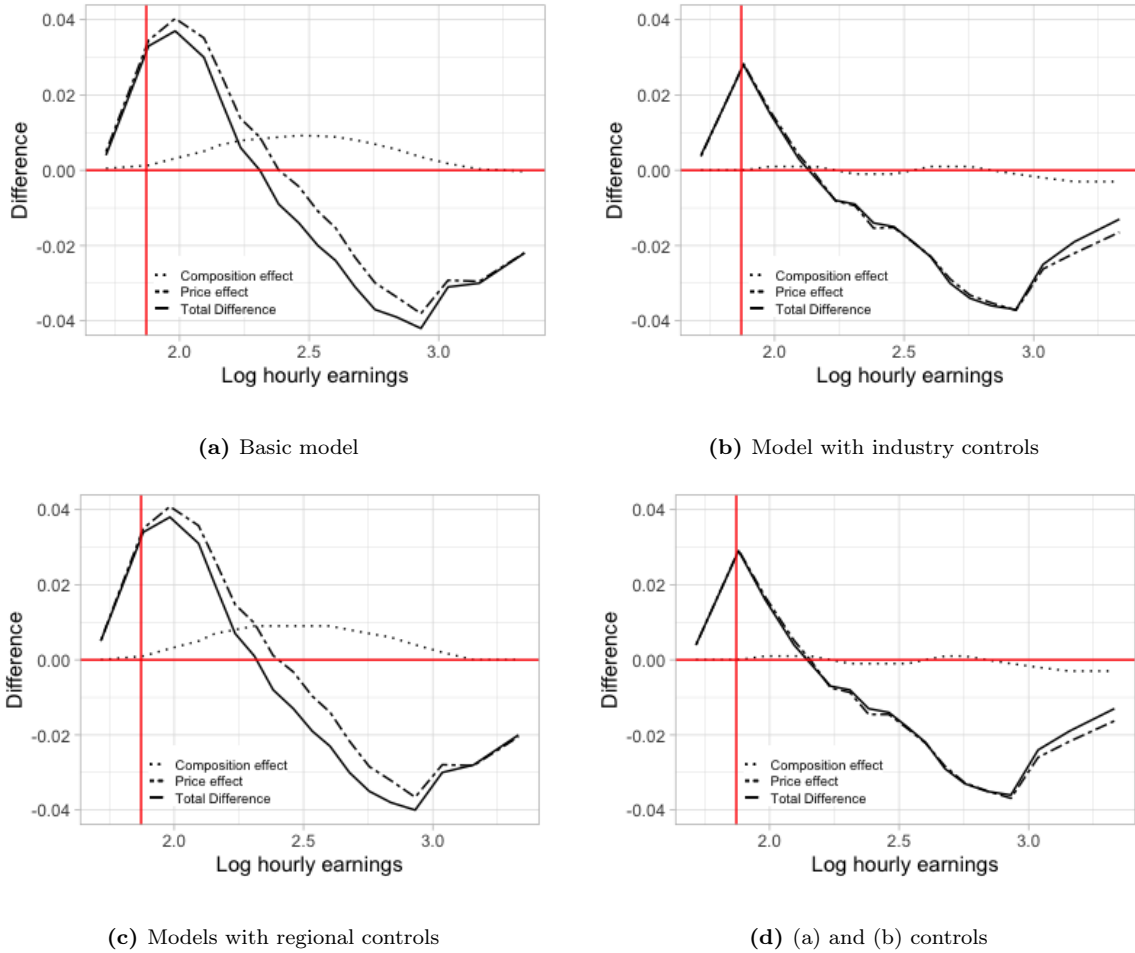 0.04
0.02
0.00
-0.02
-0.04
Difference
Composition effect
Price effect
Total Difference
2.0 2.5 3.0
Log hourly earnings
(a) Basic model
0.04
0.02
0.00
-0.02
-0.04
Difference
Composition effect
Price effect
Total Difference
2.0 2.5 3.0
Log hourly earnings
(b) Model with industry controls
0.04
0.02
0.00
-0.02
-0.04
Difference
Composition effect
Price effect
Total Difference
2.0 2.5 3.0
Log hourly earnings
(c) Models with regional controls
0.04
0.02
0.00
-0.02
-0.04
Difference
Composition effect
Price effect
Total Difference
2.0 2.5 3.0
Log hourly earnings
(d) (a) and (b) controls